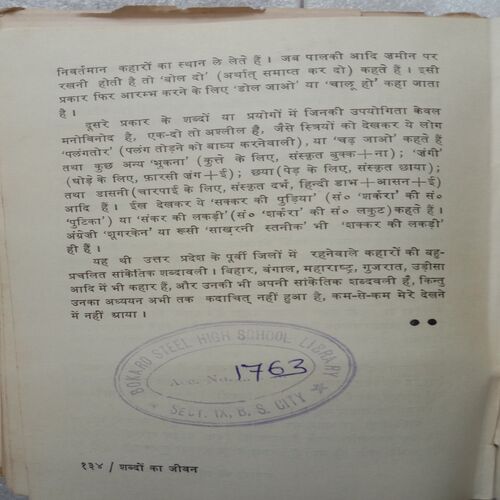 निवर्तमान कहारों का स्थान ले लेते हैं । जब पालकी आदि ज़मीन पर
रखनी होती है तो 'बोल दो' (अर्थात् समाप्त कर दो) कहते हैं । इसी
प्रकार फिर आरम्भ करने के लिए 'डोल जाओ' या 'चालू हो' कहा जाता
है ।
दूसरे प्रकार के शब्दों या प्रयोगों में जिनकी उपयोगिता केवल
मनोविनोद है, एक-दो तो अश्लील हैं, जैसे स्त्रियों को देखकर ये लोग
'पलंगतोर' (पलंग तोड़ने को बाध्य करनेवाली), या 'चढ़ जाओ' कहते हैं
तथा कुछ अन्य 'भूकना' (कुत्ते के लिए, संस्कृत बुक्क+ना); 'जंगी'
(घोड़े के लिए, फ़ारसी जंग+ई); छया (पेड़ के लिए, संस्कृत छाया);
तथा डासनी (चारपाई के लिए, संस्कृत दर्भ, हिन्दी डाभ+आसन+ई)
आदि हैं । ईख देखकर ये 'सक्कर की पुड़िया' (सं० 'शर्करा' की सं०
'पुटिका') या 'संकर की लकड़ी' (सं० 'शर्करा' की सं० लकुट) कहते हैं ।
अंग्रेज़ी 'शूगरकेन' या रूसी 'साख़रनी स्तनीक' भी 'शक्कर की लकड़ी'
ही हैं ।
यह थी उत्तर प्रदेश के पूर्वी जिलों में रहनेवाले कहारों की बहु-
प्रचलित सांकेतिक शब्दावली । बिहार, बंगाल, महाराष्ट्र, गुजरात, उड़ीसा
आदि में भी कहार हैं, और उनकी भी अपनी सांकेतिक शब्दवली हैं, किन्तु
उनका अध्ययन अभी तक कदाचित् नहीं हुआ है, कम-से-कम मेरे देखने
में नहीं आया ।
BOKARO STEEL HIGH SCHOOL LIBRARY
Acc. No. 1763
SECT. IX, B. S. CITY
१३४ / शब्दों का जीवन